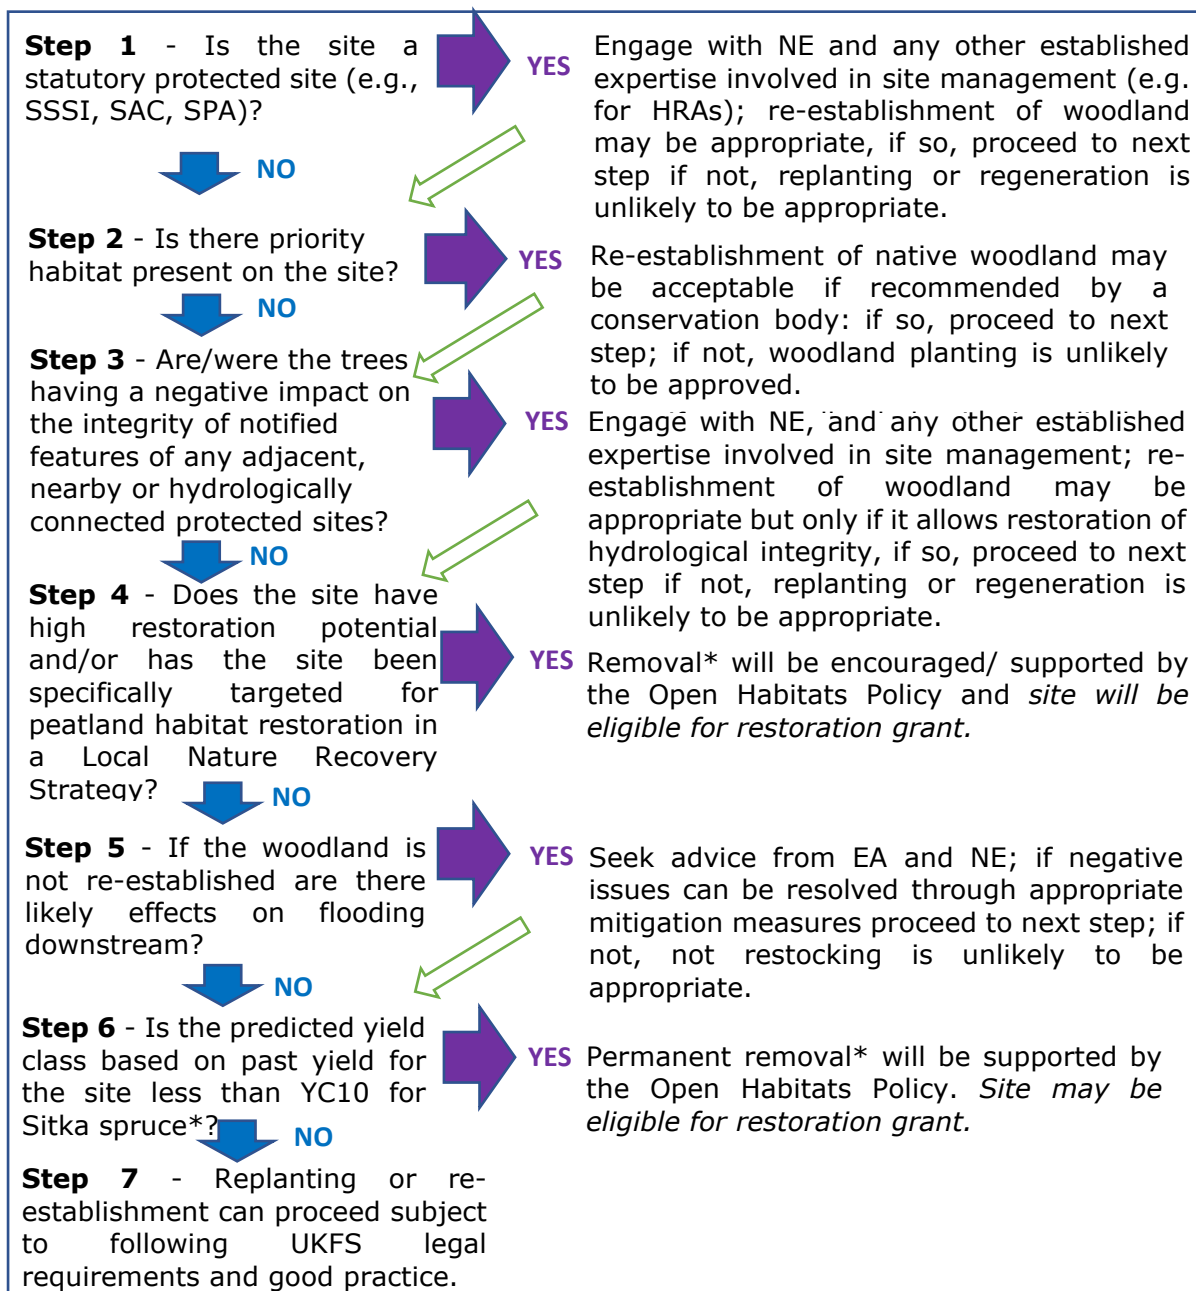 Step 1 - Is the site a
statutory protected site (e.g.,
SSSI, SAC, SPA)?
YES
Engage with NE and any other established
expertise involved in site management (e.g.
for HRAs); re-establishment of woodland
may be appropriate, if so, proceed to next
step if not, replanting or regeneration is
unlikely to be appropriate.
NO
Step 2 - Is there priority
habitat present on the site?
YES
Re-establishment of native woodland may
be acceptable if recommended by a
conservation body: if so, proceed to next
step; if not, woodland planting is unlikely
to be approved.
NO
Step 3 - Are/were the trees
having a negative impact on
the integrity of notified
features of any adjacent,
nearby or hydrologically
connected protected sites?
YES
Engage with NE, and any other established
expertise involved in site management; re-
establishment of woodland may be
appropriate but only if it allows restoration of
hydrological integrity, if so, proceed to next
step if not, replanting or regeneration is
unlikely to be appropriate.
NO
Step 4 - Does the site have
high restoration potential
and/or has the site been
specifically targeted for
peatland habitat restoration in
a Local Nature Recovery
Strategy?
YES
Removal* will be encouraged/ supported by
the Open Habitats Policy and site will be
eligible for restoration grant.
NO
Step 5 - If the woodland is
not re-established are there
likely effects on flooding
downstream?
YES
Seek advice from EA and NE; if negative
issues can be resolved through appropriate
mitigation measures proceed to next step; if
not, not restocking is unlikely to be
appropriate.
NO
Step 6 - Is the predicted yield
class based on past yield for
the site less than YC10 for
Sitka spruce*?
YES
Permanent removal* will be supported by
the Open Habitats Policy. Site may be
eligible for restoration grant.
NO
Step 7 - Replanting or re-
establishment can proceed subject
to following UKFS legal
requirements and good practice.